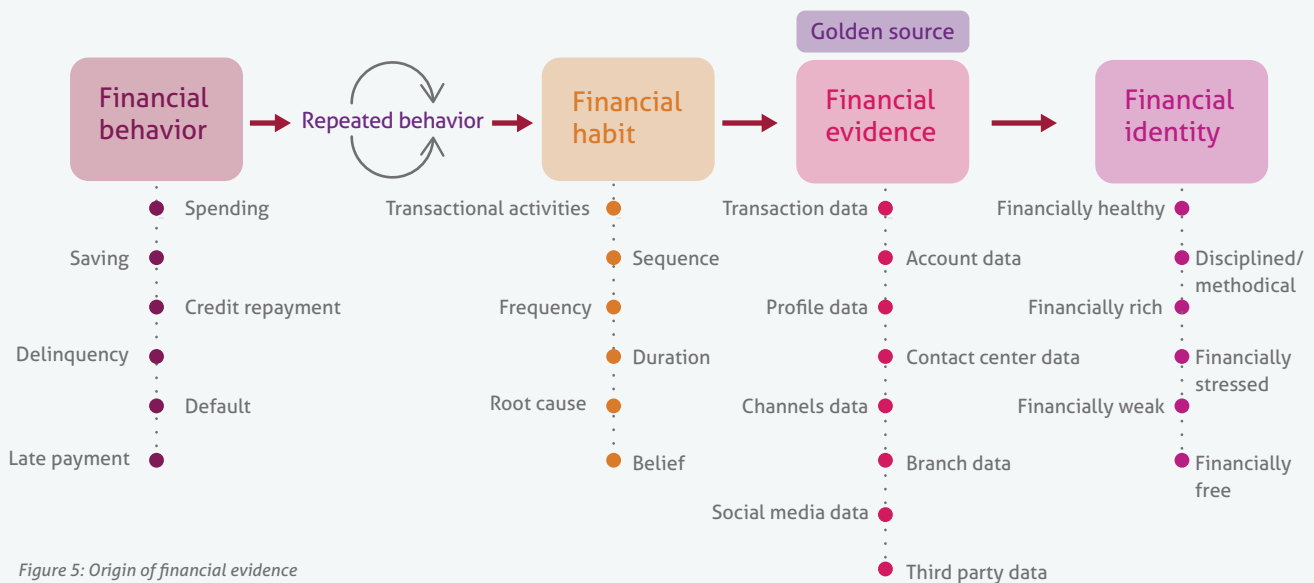 Golden source
Financial
behavior
Repeated behavior
Financial
habit
Financial
evidence
Financial
identity
Spending
Saving
Credit repayment
Delinquency
Default
Late payment
Transactional activities
Sequence
Frequency
Duration
Root cause
Belief
Transaction data
Account data
Profile data
Contact center data
Channels data
Branch data
Social media data
Third party data
Financially healthy
Disciplined/
methodical
Financially rich
Financially
stressed
Financially weak
Financially
free
Figure 5: Origin of financial evidence